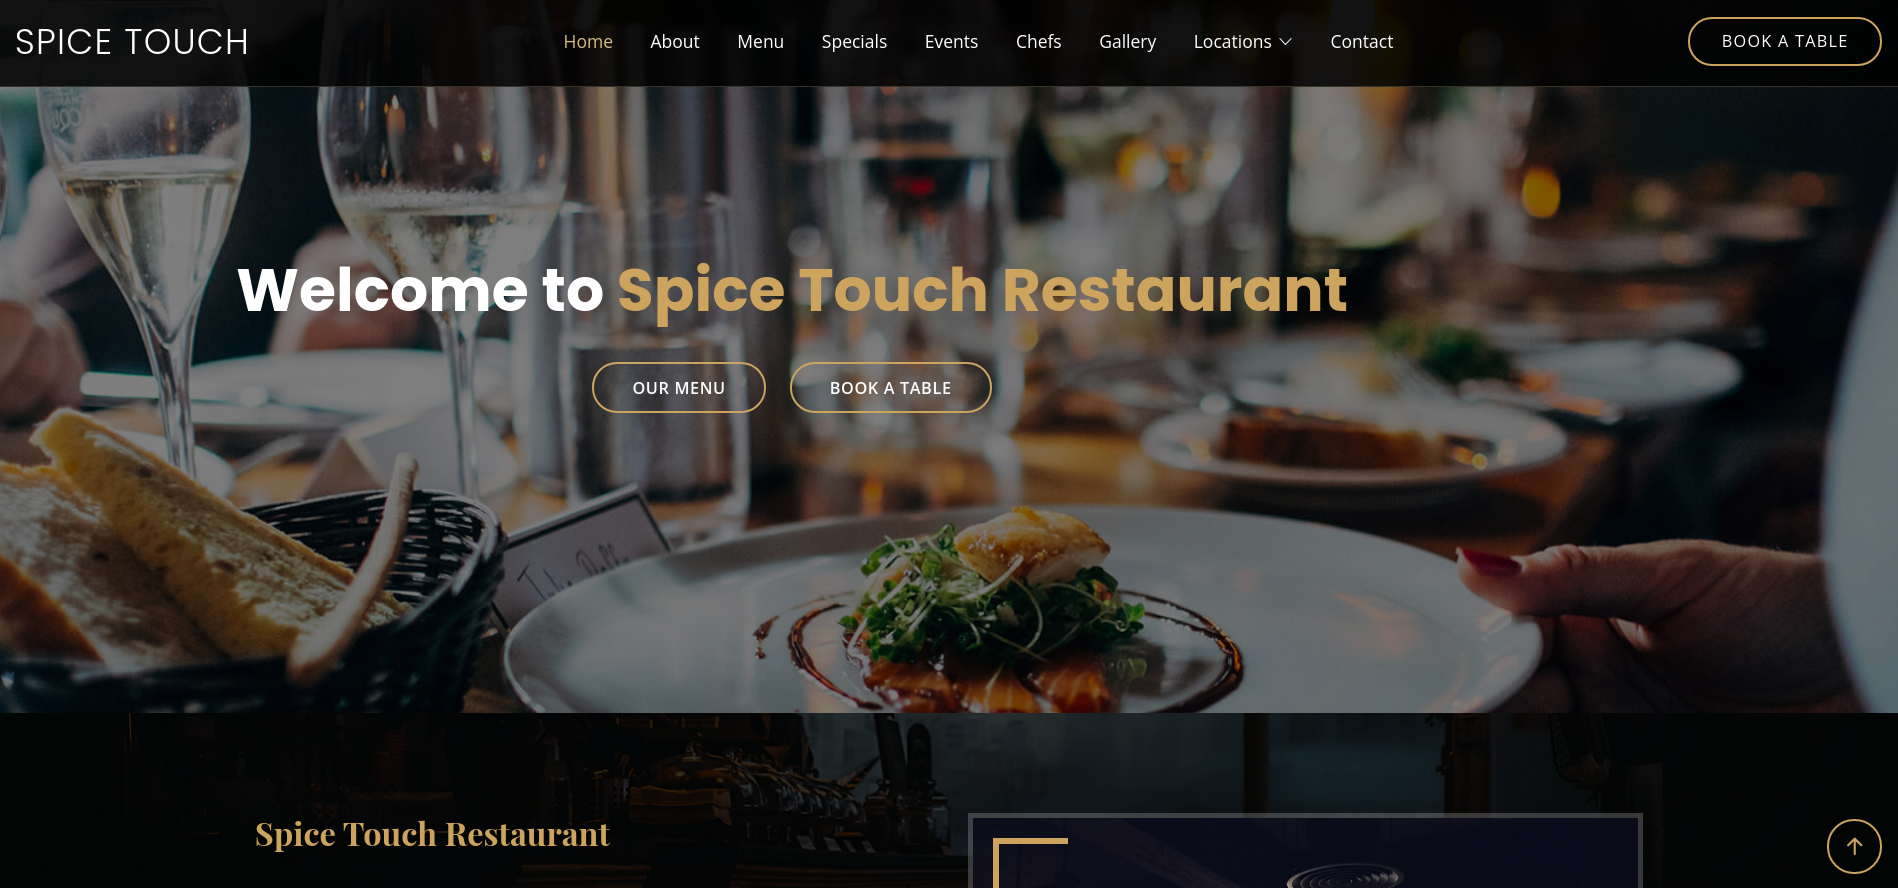 SPICE TOUCH
Home About Menu Specials Events Chefs Gallery Locations Contact
BOOK A TABLE
Welcome to Spice Touch Restaurant
OUR MENU BOOK A TABLE
Spice Touch Restaurant